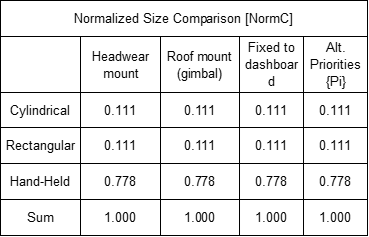 Normalized Size Comparison [NormC]
Headwear mount Roof mount (gimbal) Fixed to dashboar d Alt. Priorities {Pi}
Cylindrical 0.111 0.111 0.111 0.111
Rectangular 0.111 0.111 0.111 0.111
Hand-Held 0.778 0.778 0.778 0.778
Sum 1.000 1.000 1.000 1.000